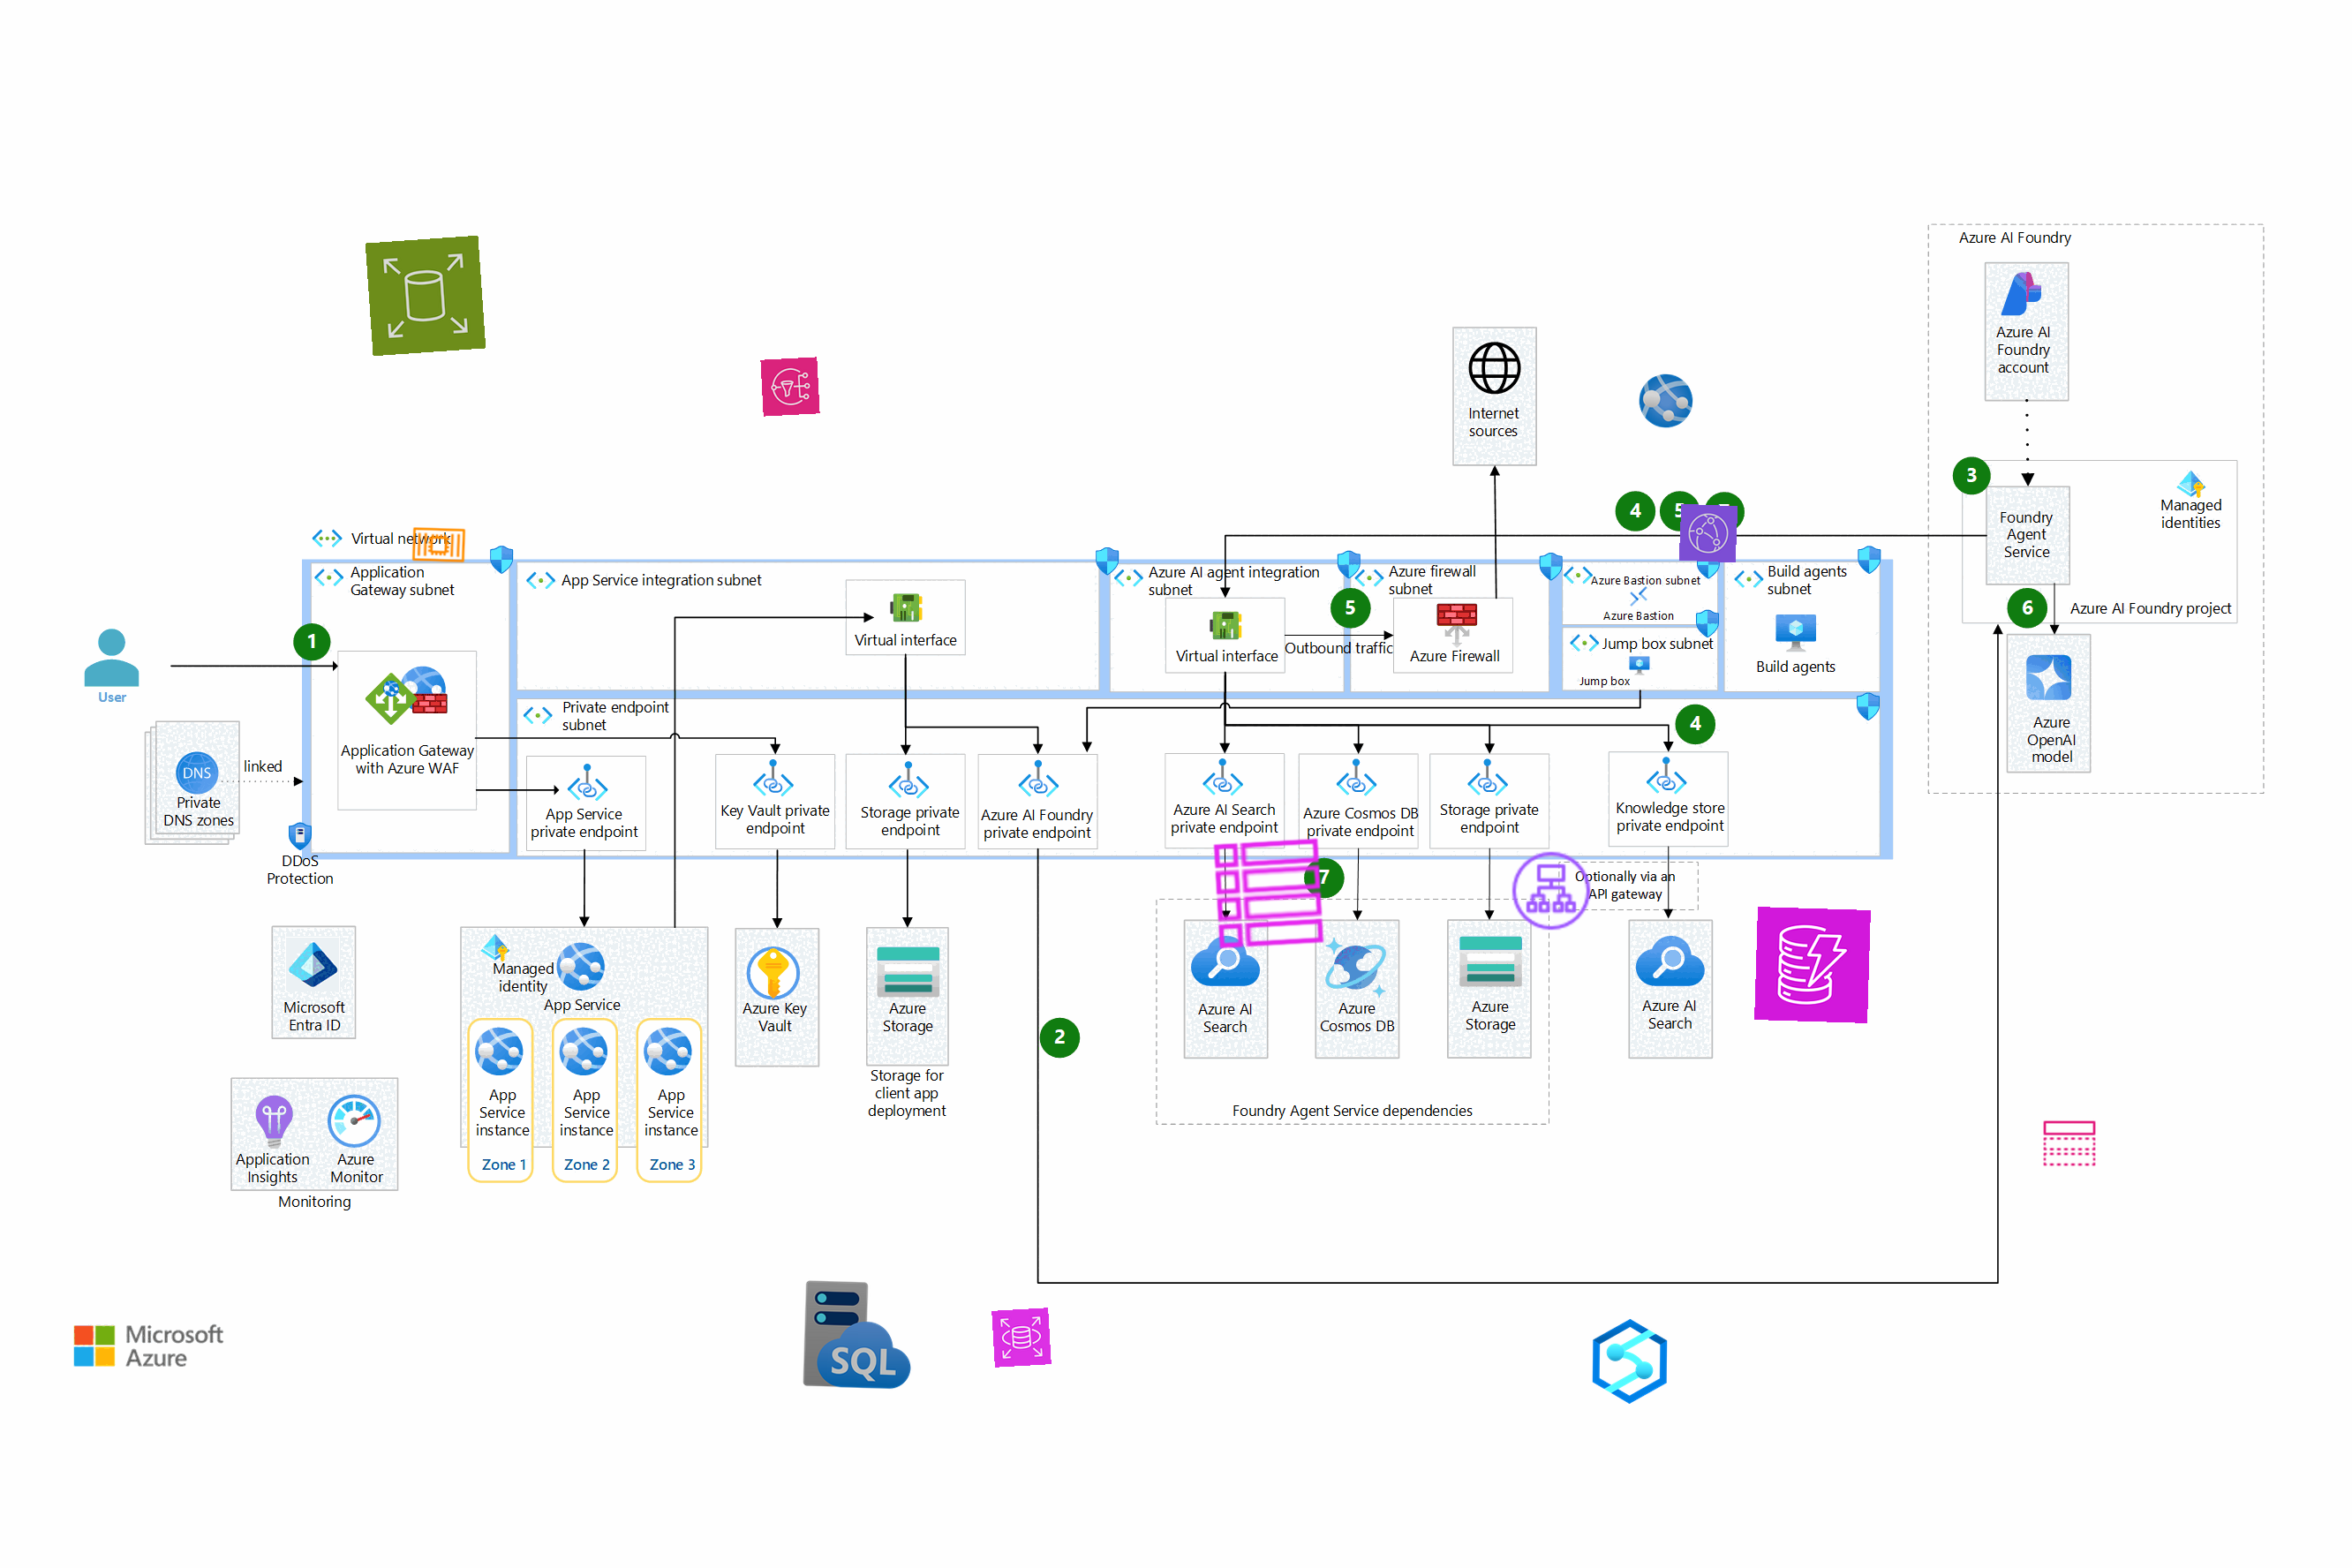 Azure AI Foundry
Azure AI
Foundry
account
Internet
sources
3
Managed
identities
4
5
Foundry
Agent
Service
Virtual network
Application
Gateway subnet
App Service integration subnet
Azure AI agent integration
subnet
Azure firewall
subnet
Azure Bastion subnet
Azure Bastion
Build agents
subnet
5
6
Azure AI Foundry project
1
Virtual interface
Virtual interface
Outbound traffic
Azure Firewall
Jump box subnet
Jump box
Build agents
User
Private endpoint
subnet
4
Azure
OpenAI
model
Application Gateway
with Azure WAF
linked
DNS
Private
DNS zones
App Service
private endpoint
Key Vault private
endpoint
Storage private
endpoint
Azure AI Foundry
private endpoint
Azure AI Search
private endpoint
Azure Cosmos DB
private endpoint
Storage private
endpoint
Knowledge store
private endpoint
DDoS
Protection
7
Optionally via an
API gateway
Microsoft
Entra ID
Managed
identity
App Service
Azure Key
Vault
Azure
Storage
Storage for
client app
deployment
2
Azure AI
Search
Azure
Cosmos DB
Azure
Storage
Azure AI
Search
App
Service
instance
Zone 1
App
Service
instance
Zone 2
App
Service
instance
Zone 3
Foundry Agent Service dependencies
Application
Insights
Azure
Monitor
Monitoring
SQL
Microsoft
Azure